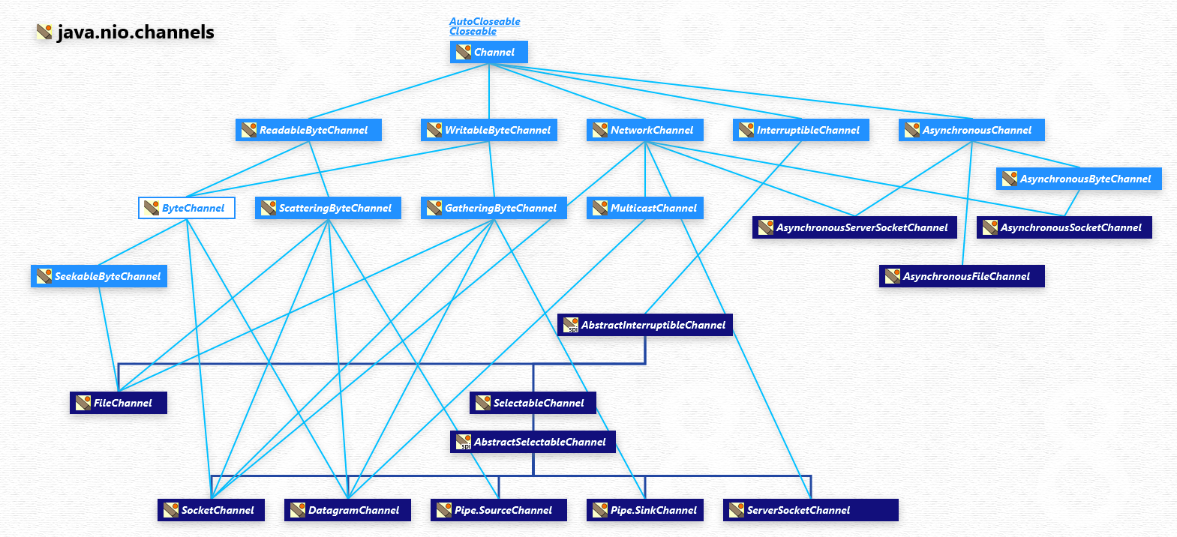 java.nio.channels
AutoCloseable
Closeable
Channel
ReadableByteChannel
WritableByteChannel
NetworkChannel
InterruptibleChannel
AsynchronousChannel
AsynchronousByteChannel
ByteChannel
ScatteringByteChannel
GatheringByteChannel
MulticastChannel
AsynchronousServerSocketChannel
AsynchronousSocketChannel
SeekableByteChannel
AsynchronousFileChannel
AbstractInterruptibleChannel
FileChannel
SelectableChannel
AbstractSelectableChannel
SocketChannel
DatagramChannel
Pipe.SourceChannel
Pipe.SinkChannel
ServerSocketChannel